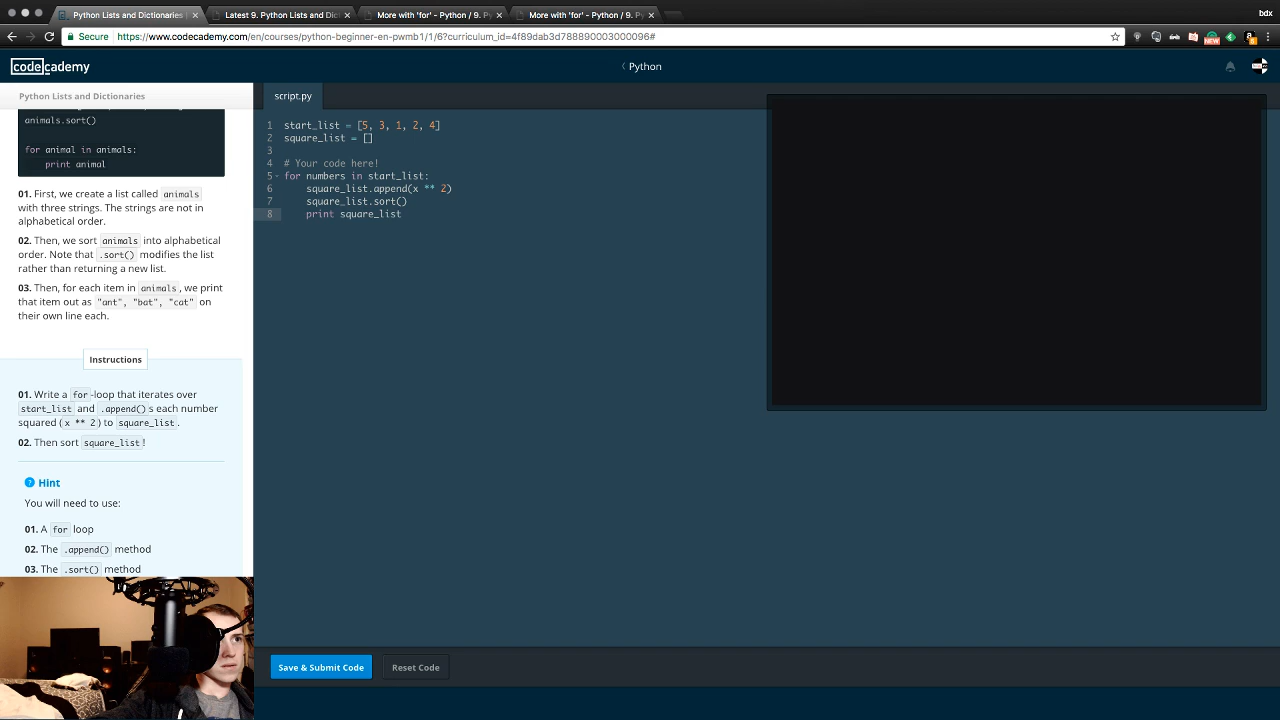 Python Lists and Dictionaries
Latest 9. Python Lists and Dic
More with 'for' - Python / 9. P
More with 'for' - Python / 9. Py
bdx
Secure
https://www.codecademy.com/en/courses/python-beginner-en-pwmb1/1/6?curriculum_id=4f89dab3d788890003000096#
NEW
codecademy
Python
Python Lists and Dictionaries
animals.sort()
for animal in animals:
print animal
01. First, we create a list called animals
with three strings. The strings are not in
alphabetical order.
02. Then, we sort animals into alphabetical
order. Note that .sort() modifies the list
rather than returning a new list.
03. Then, for each item in animals, we print
that item out as "ant", "bat", "cat" on
their own line each.
Instructions
01. Write a for-loop that iterates over
start_list and .append()s each number
squared (x ** 2) to square_list.
02. Then sort square_list!
? Hint
You will need to use:
01. A for loop
02. The .append() method
03. The .sort() method
script.py
1 start_list = [5, 3, 1, 2, 4]
2 square_list = []
3
4 # Your code here!
5 for numbers in start_list:
6 square_list.append(x ** 2)
7 square_list.sort()
8 print square_list
Save & Submit Code
Reset Code